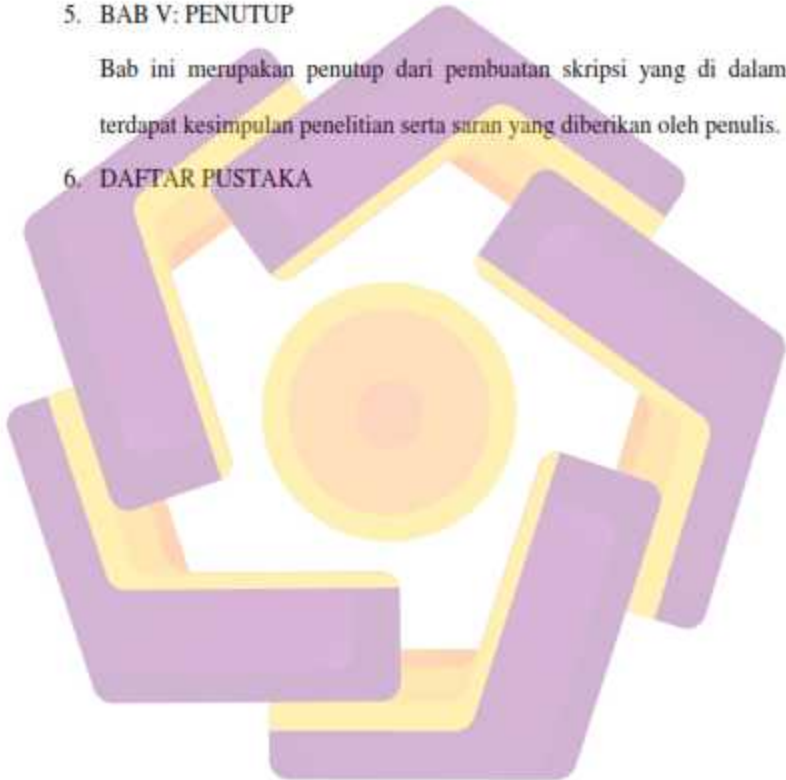 5. BAB V: PENUTUP
Bab ini merupakan penutup dari pembuatan skripsi yang di dalam
terdapat kesimpulan penelitian serta saran yang diberikan oleh penulis.
6. DAFTAR PUSTAKA